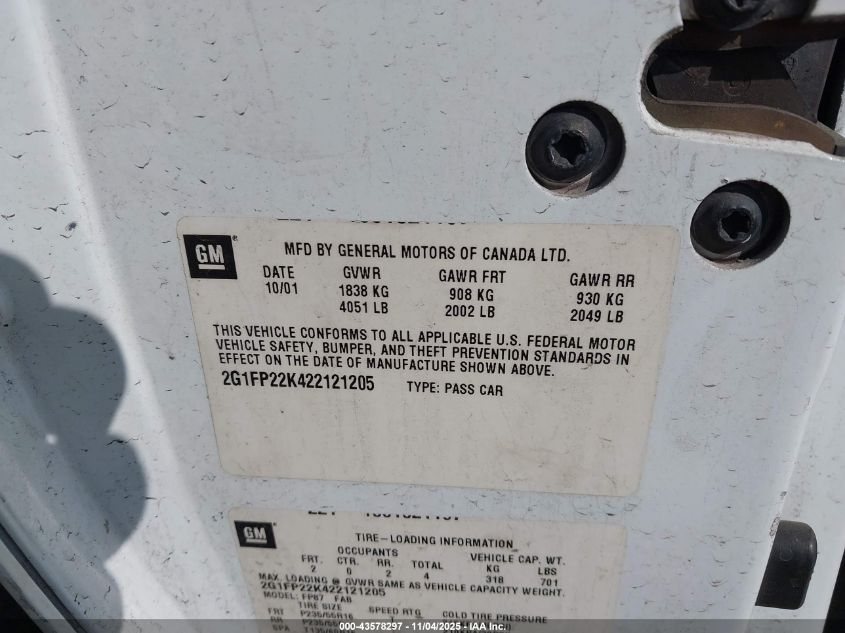 GM
MFD BY GENERAL MOTORS OF CANADA LTD.
DATE GVWR GAWR FRT GAWR RR
10/01 1838 KG 908 KG 930 KG
4051 LB 2002 LB 2049 LB
THIS VEHICLE CONFORMS TO ALL APPLICABLE U.S. FEDERAL MOTOR
VEHICLE SAFETY, BUMPER, AND THEFT PREVENTION STANDARDS IN
EFFECT ON THE DATE OF MANUFACTURE SHOWN ABOVE.
2G1FP22K422121205 TYPE: PASS CAR
GM
TIRE-LOADING INFORMATION
OCCUPANTS VEHICLE CAP. WT.
FRT. CTR. RR. TOTAL KG LBS
2 0 2 4 318 701
MAX. LOADING @ GVWR SAME AS VEHICLE CAPACITY WEIGHT.
2G1FP22K422121205
MODEL: FP87 FAB
TIRE SIZE SPEED RTG COLD TIRE PRESSURE
FRT P235/55R16
RR
SPA
000-43578297 - 11/04/2025 - IAA Inc.